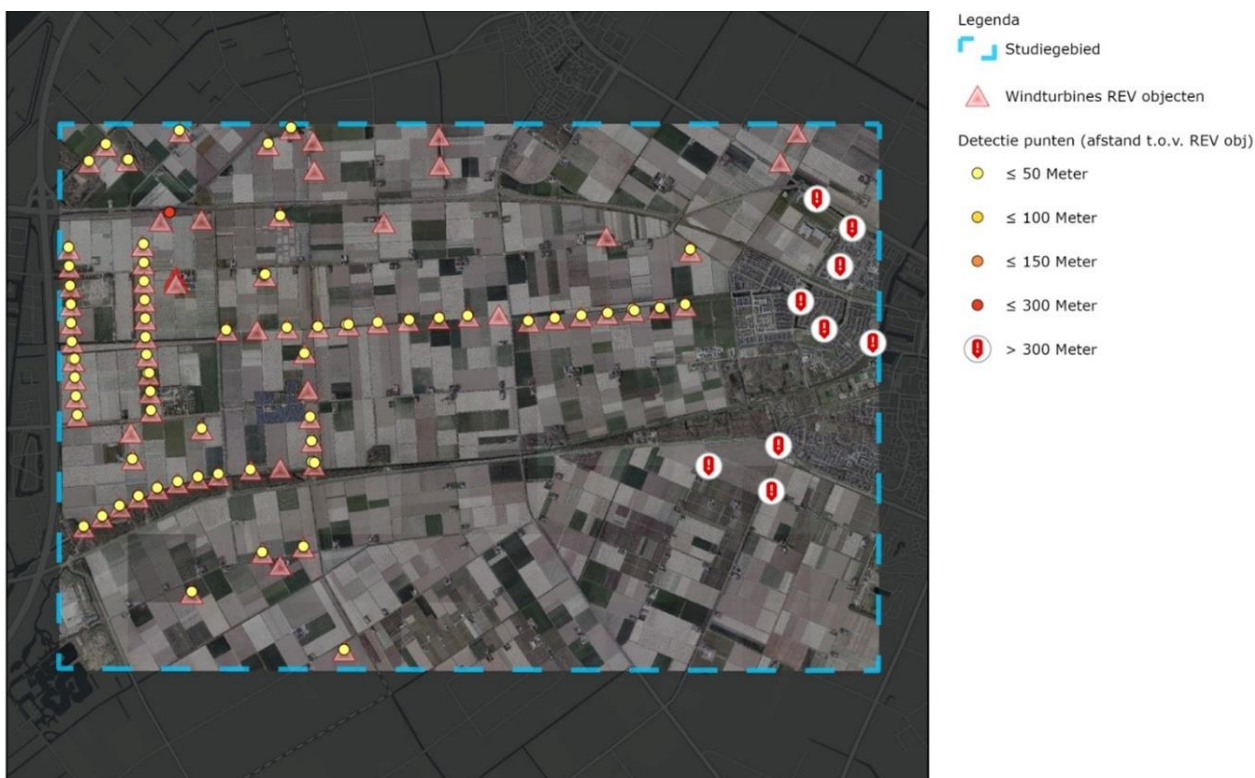 Legenda
Studiegebied
Windturbines REV objecten
Detectie punten (afstand t.o.v. REV obj)
≤ 50 Meter
≤ 100 Meter
≤ 150 Meter
≤ 300 Meter
> 300 Meter